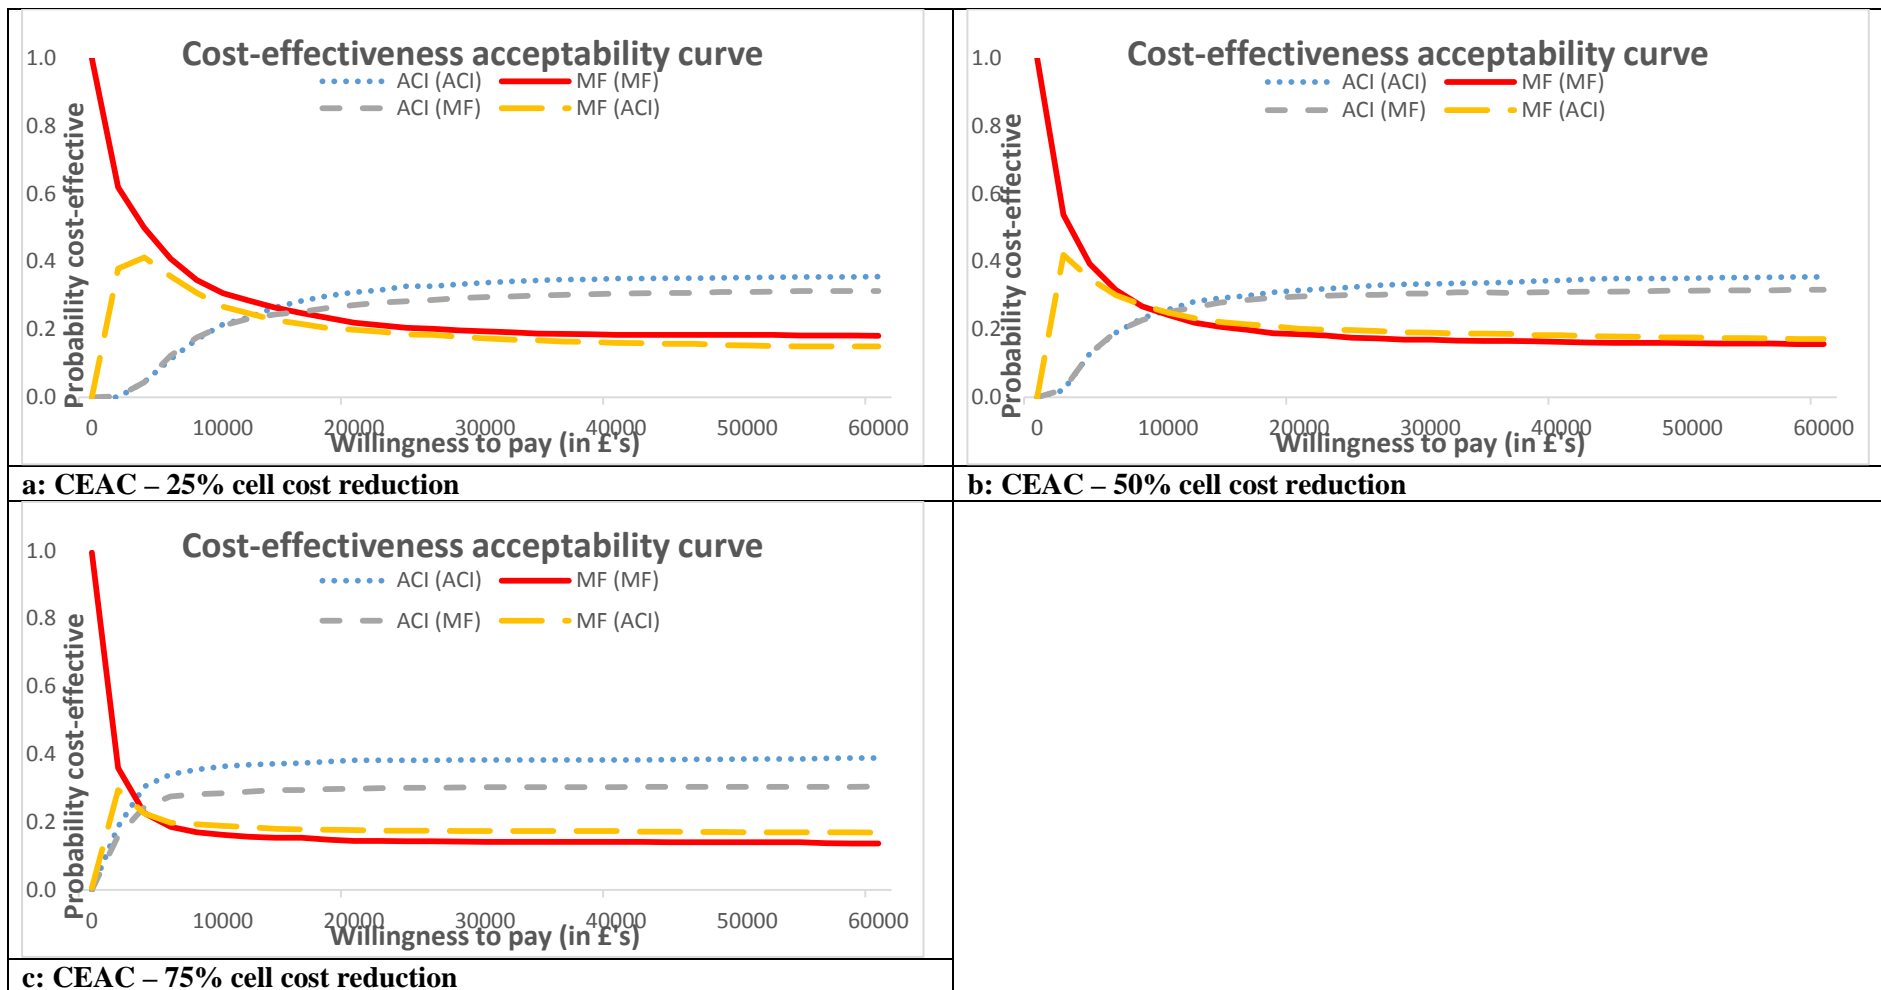 Cost-effectiveness acceptability curve
ACI (ACI) MF (MF)
ACI (MF) MF (ACI)
Probability cost-effective
1.0
0.8
0.6
0.4
0.2
0.0
0 10000 20000 30000 40000 50000 60000
Willingness to pay (in £'s)
a: CEAC – 25% cell cost reduction
Cost-effectiveness acceptability curve
ACI (ACI) MF (MF)
ACI (MF) MF (ACI)
Probability cost-effective
1.0
0.8
0.6
0.4
0.2
0.0
0 10000 20000 30000 40000 50000 60000
Willingness to pay (in £'s)
b: CEAC – 50% cell cost reduction
Cost-effectiveness acceptability curve
ACI (ACI) MF (MF)
ACI (MF) MF (ACI)
Probability cost-effective
1.0
0.8
0.6
0.4
0.2
0.0
0 10000 20000 30000 40000 50000 60000
Willingness to pay (in £'s)
c: CEAC – 75% cell cost reduction